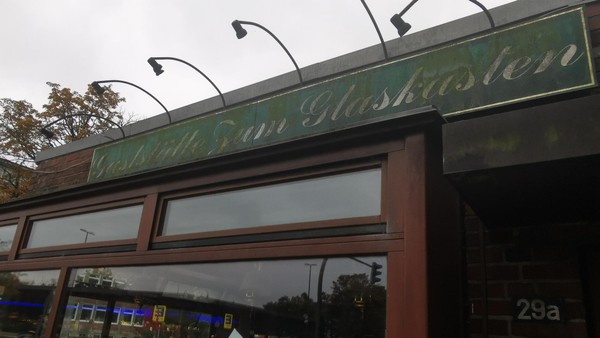 Gaststätte Zum Glaskasten
29a